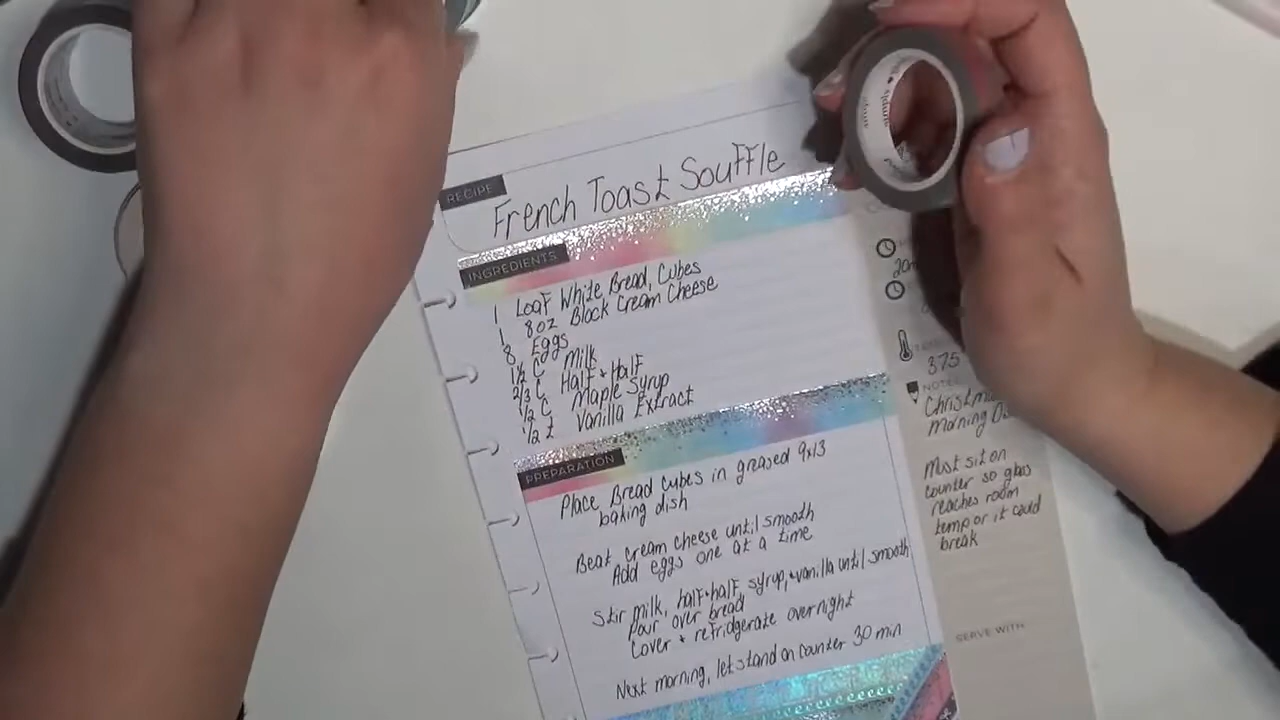 RECIPE
French Toast Souffle
INGREDIENTS
1 Loaf White Bread, Cubes
1 8oz Block Cream Cheese
8 Eggs
1½ C Milk
2/3 C Half + Half
1/2 C Maple Syrup
1/2 t Vanilla Extract
PREPARATION
Place Bread Cubes in greased 9x13
baking dish
Beat cream cheese until smooth
Add eggs one at a time
Stir milk, half+half, syrup, + vanilla until smooth
Pour over bread
Cover + refridgerate overnight
Next morning, let stand on counter 30 min
375
NOTES
Morning
Must sit on
counter so glass
reaches room
temp or it could
break
SERVE WITH